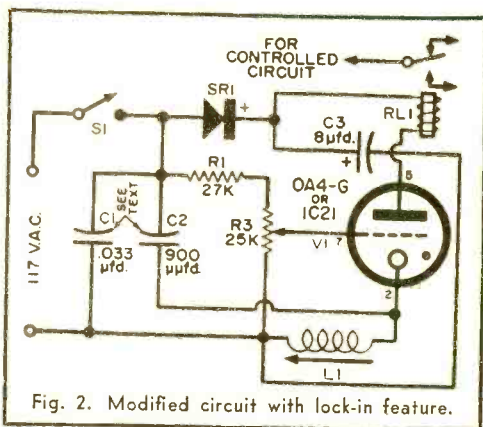 FOR
CONTROLLED
CIRCUIT
SR1
+
RL1
S1
C3
8µfd.
+
R1
27K
OA4-G
OR
1C21
5
SEE
TEXT
C1
C2
R3
25K
V1
7
117 V.A.C.
.033
µfd.
900
µµfd.
2
L1
Fig. 2. Modified circuit with lock-in feature.